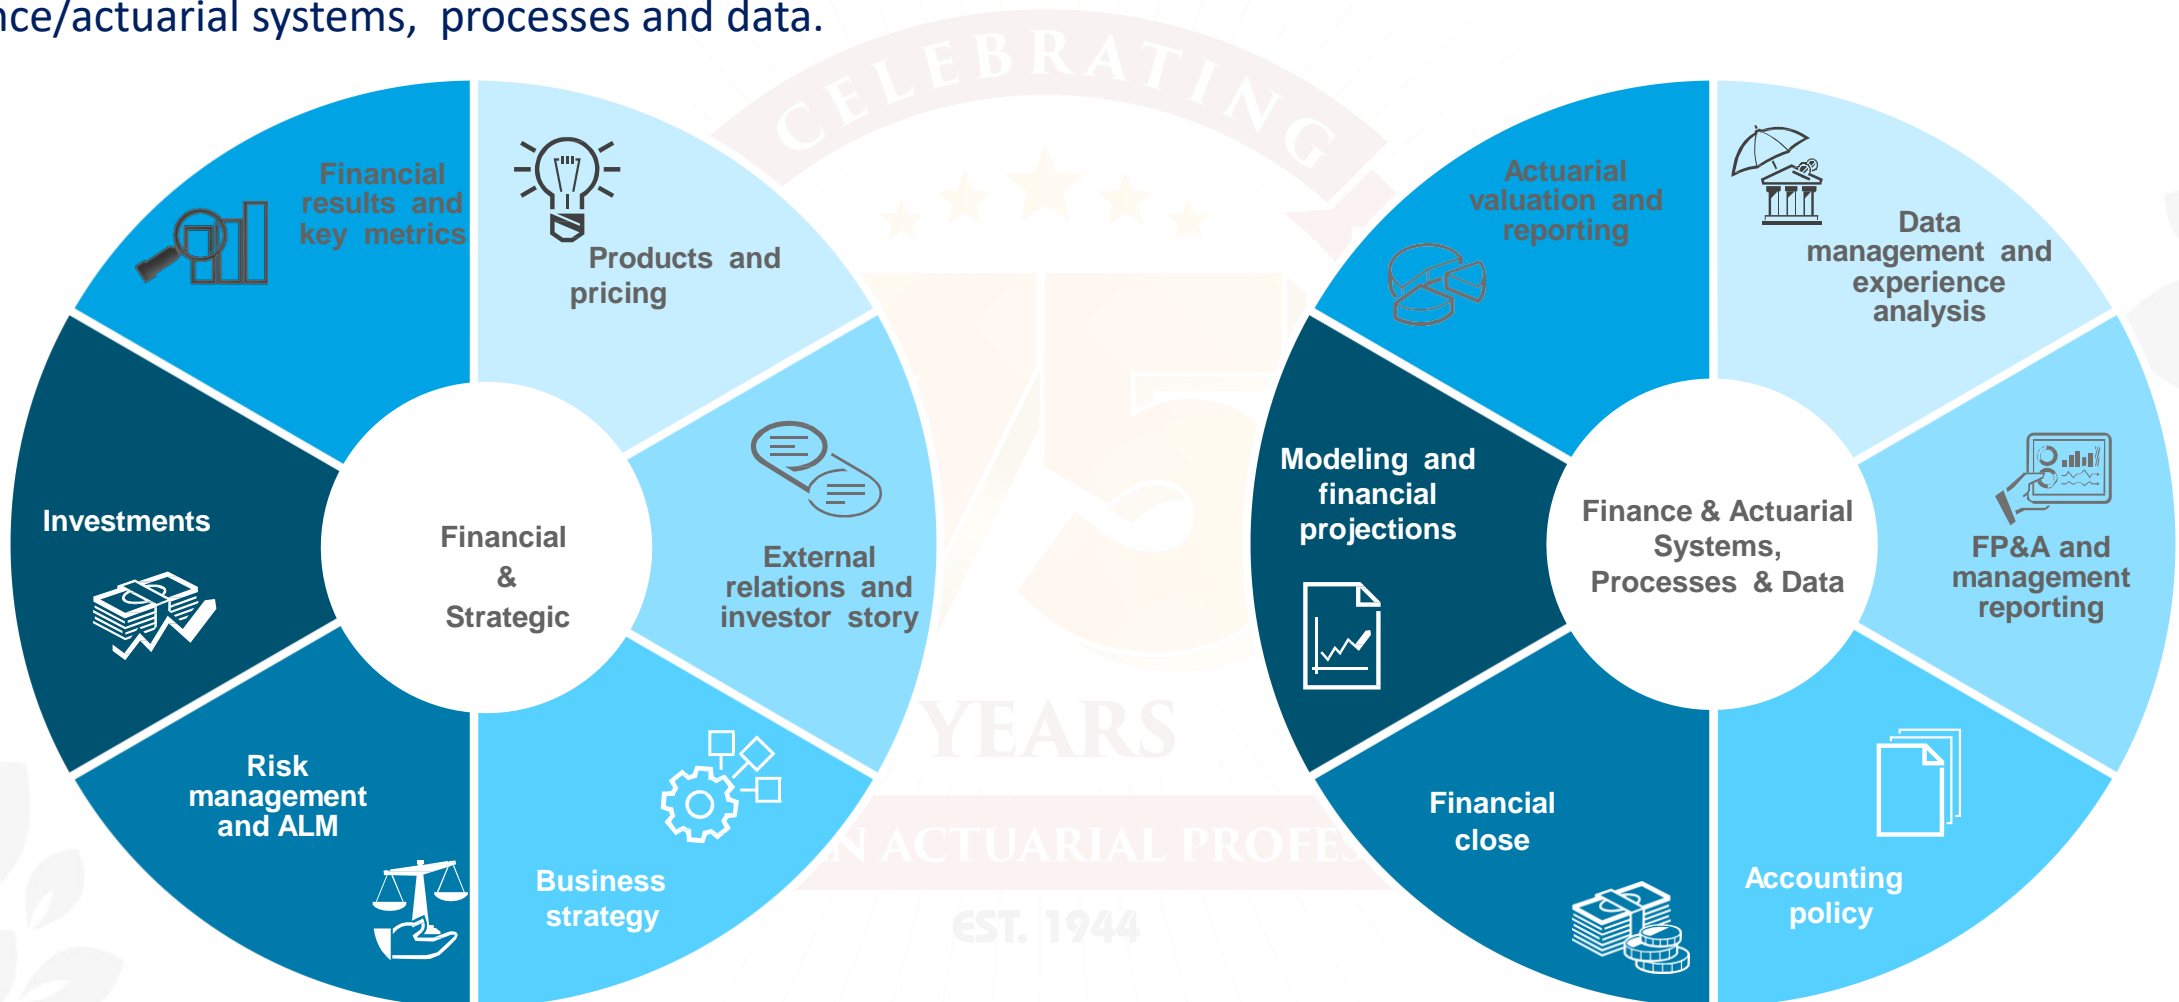 nce/actuarial systems, processes and data.
CELEBRATING
75
YEARS
N ACTUARIAL PROFES
EST. 1944
Financial
results and
key metrics
Products and
pricing
External
relations and
investor story
Business
strategy
Risk
management
and ALM
Investments
Financial
&
Strategic
Actuarial
valuation and
reporting
Data
management and
experience
analysis
FP&A and
management
reporting
Accounting
policy
Financial
close
Modeling and
financial
projections
Finance & Actuarial
Systems,
Processes & Data